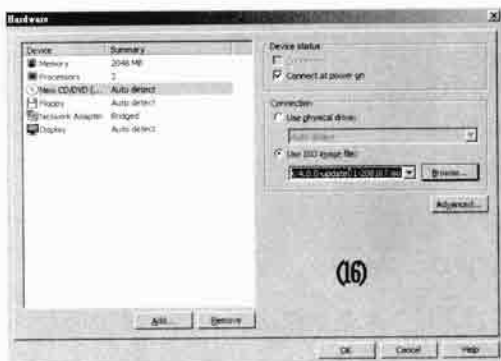 Hardware
Device Summary
Memory 2048 MB
Processors 2
New CD/DVD (... Auto detect
Floppy Auto detect
Network Adapter Bridged
Display Auto detect
Add... Remove
Device status
Connect at power on
Connection
Use physical drive:
Auto detect
Use ISO image file:
Browse...
Advanced...
(16)
OK Cancel Help